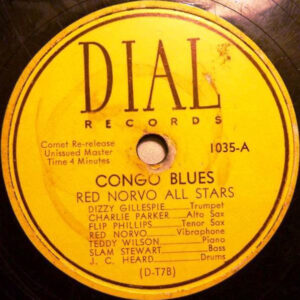 DIAL
RECORDS
Comet Re-release
Unissued Master
Time 4 Minutes
1035-A
CONGO BLUES
RED NORVO ALL STARS
DIZZY GILLESPIE Trumpet
CHARLIE PARKER Alto Sax
FLIP PHILLIPS Tenor Sax
RED NORVO Vibraphone
TEDDY WILSON Piano
SLAM STEWART Bass
J. C. HEARD Drums
(D-T7B)